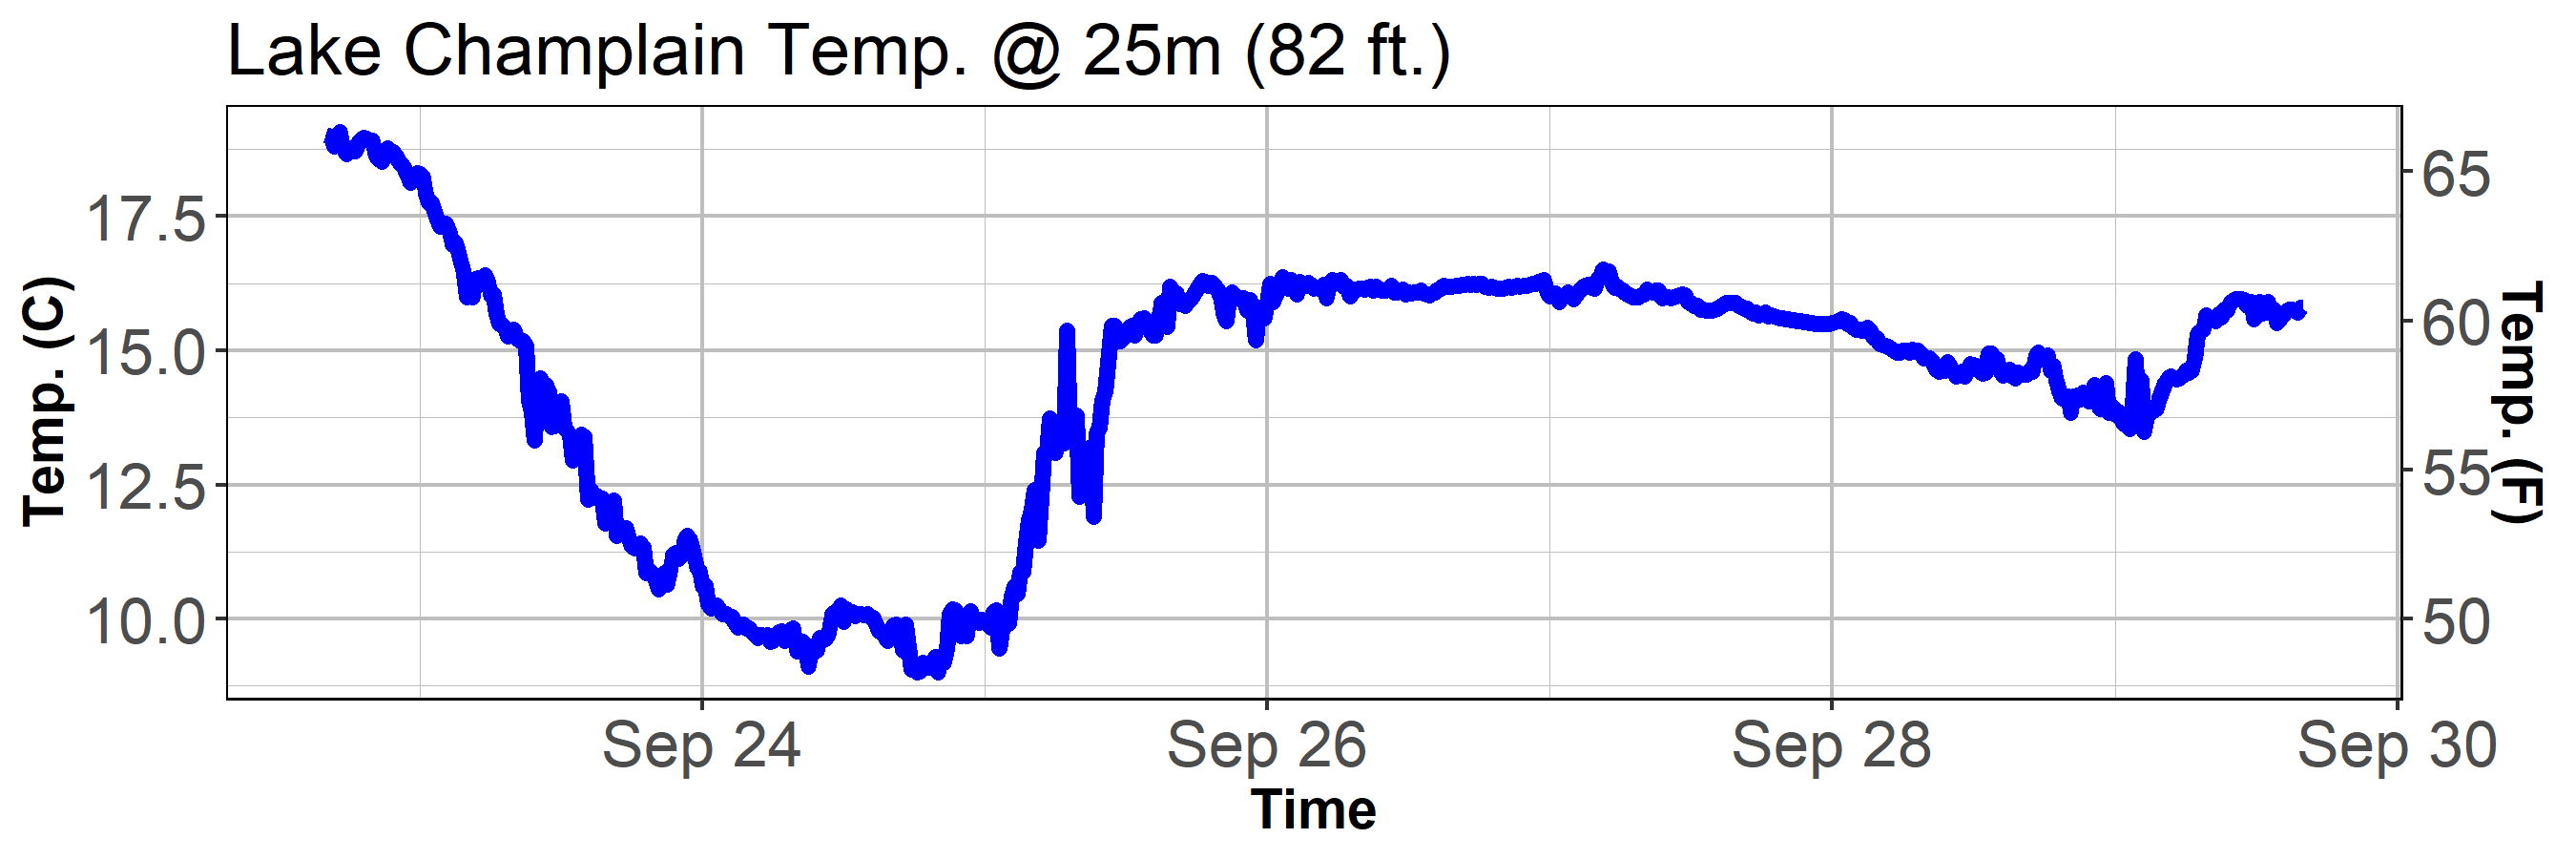 Lake Champlain Temp. @ 25m (82 ft.)
Temp. (C)
17.5
15.0
12.5
10.0
65
60
55
50
Temp. (F)
Sep 24 Sep 26 Sep 28 Sep 30
Time